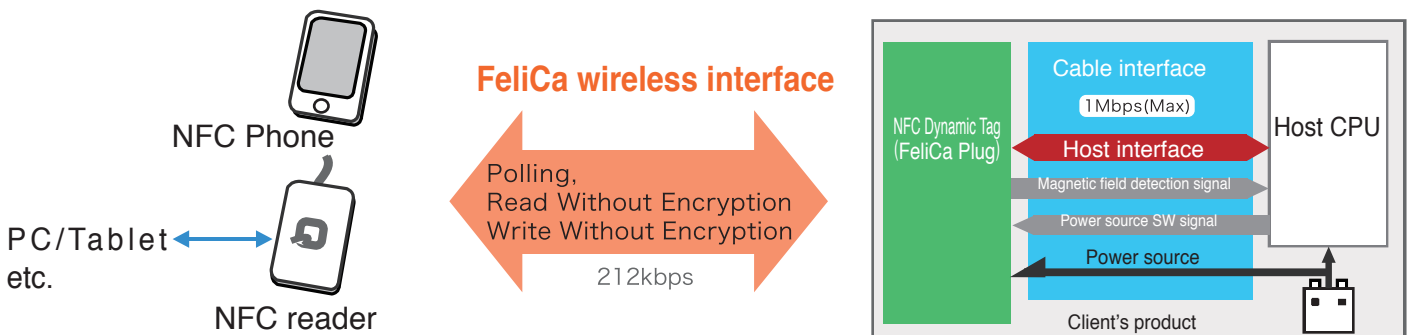 NFC Phone
PC/Tablet
etc.
NFC reader
FeliCa wireless interface
Polling,
Read Without Encryption
Write Without Encryption
212kbps
NFC Dynamic Tag
(FeliCa Plug)
Cable interface
1Mbps(Max)
Host interface
Magnetic field detection signal
Power source SW signal
Power source
Host CPU
Client's product